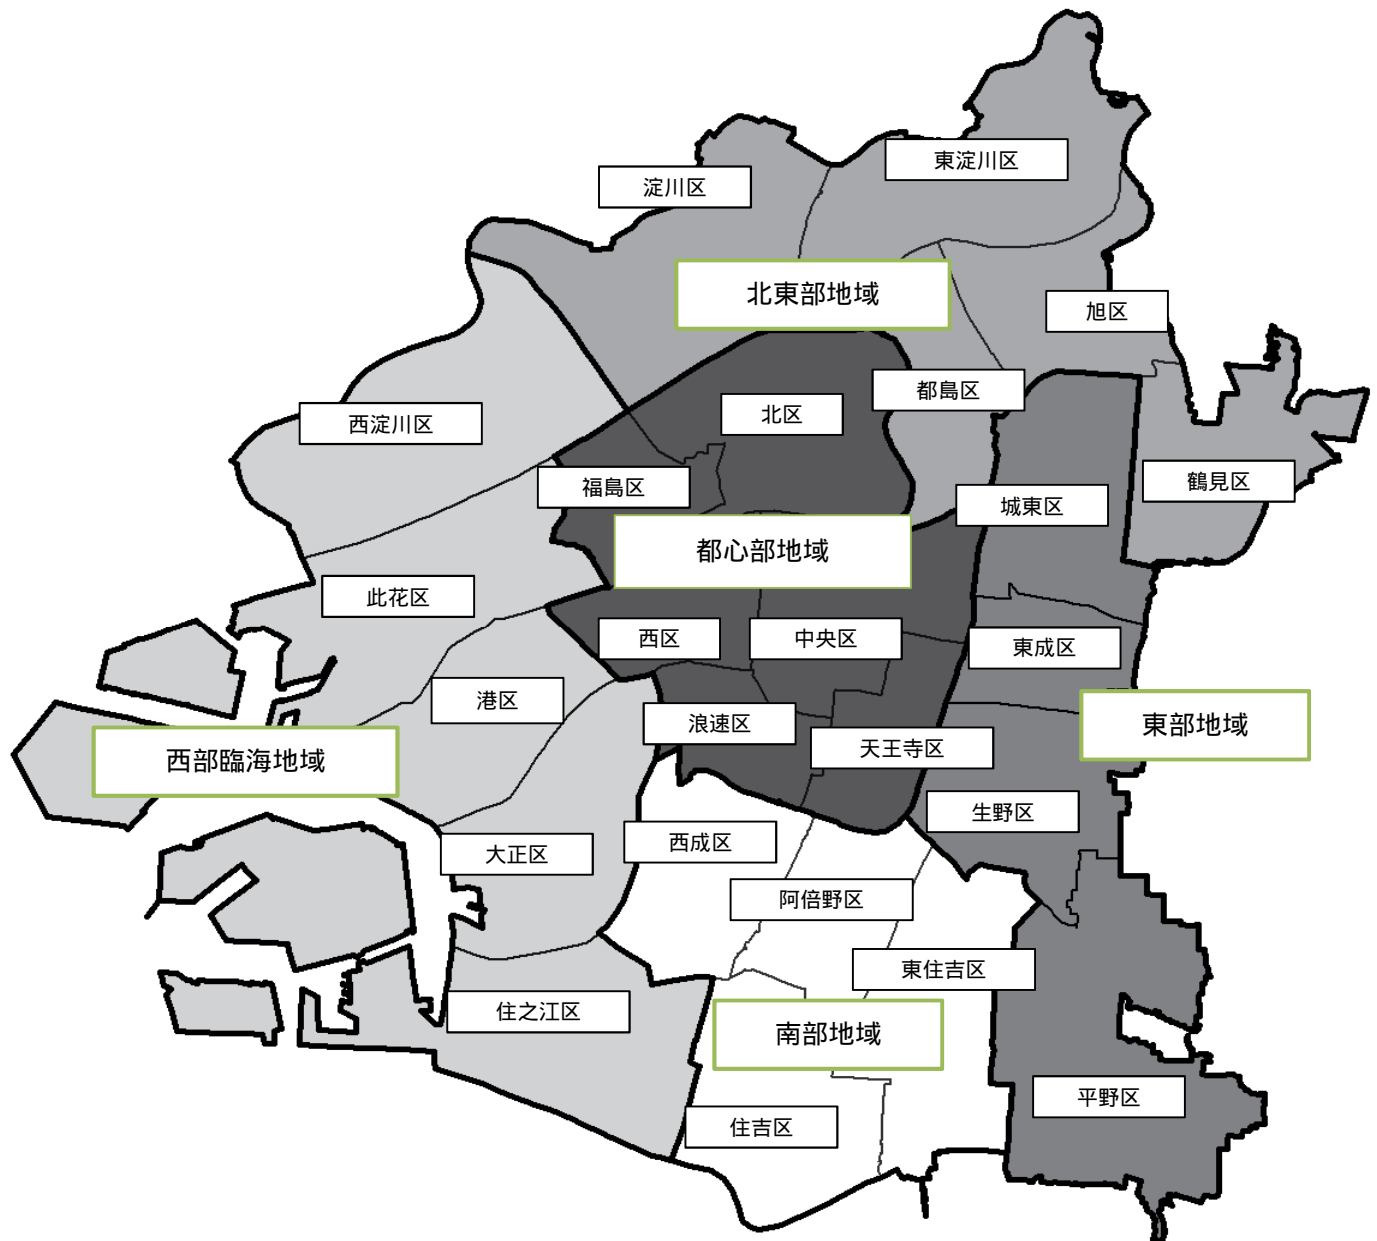 東淀川区
淀川区
北東部地域
旭区
都島区
北区
西淀川区
鶴見区
福島区
城東区
都心部地域
此花区
西区
中央区
東成区
港区
浪速区
東部地域
天王寺区
西部臨海地域
生野区
西成区
大正区
阿倍野区
東住吉区
住之江区
南部地域
平野区
住吉区